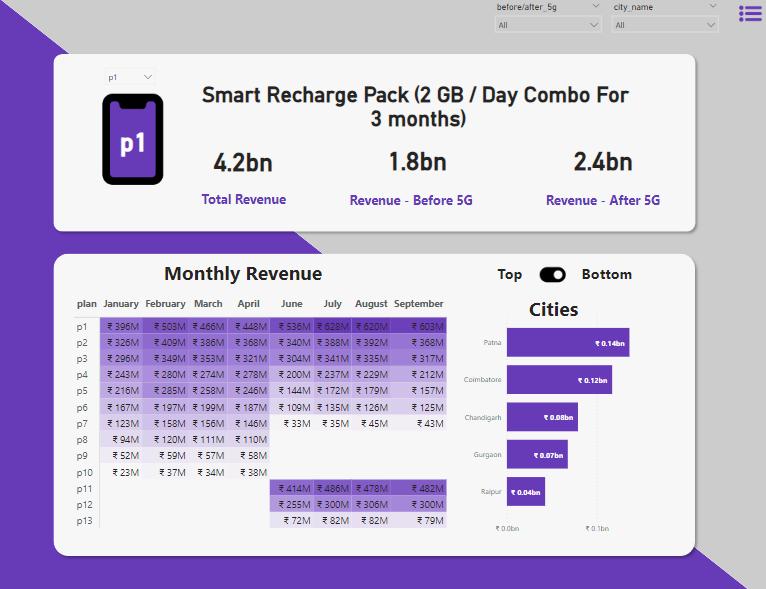 before/after_5g city_name
All All
p1
Smart Recharge Pack (2 GB / Day Combo For
3 months)
p1
4.2bn 1.8bn 2.4bn
Total Revenue Revenue - Before 5G Revenue - After 5G
Monthly Revenue
Top Bottom
plan January February March April June July August September
p1 ₹ 396M ₹ 503M ₹ 466M ₹ 448M ₹ 536M ₹ 628M ₹ 620M ₹ 603M
p2 ₹ 326M ₹ 409M ₹ 386M ₹ 368M ₹ 340M ₹ 388M ₹ 392M ₹ 368M
p3 ₹ 296M ₹ 349M ₹ 353M ₹ 321M ₹ 304M ₹ 341M ₹ 335M ₹ 317M
p4 ₹ 243M ₹ 280M ₹ 274M ₹ 278M ₹ 200M ₹ 237M ₹ 229M ₹ 212M
p5 ₹ 216M ₹ 285M ₹ 258M ₹ 246M ₹ 144M ₹ 172M ₹ 179M ₹ 157M
p6 ₹ 167M ₹ 197M ₹ 199M ₹ 187M ₹ 109M ₹ 135M ₹ 126M ₹ 125M
p7 ₹ 123M ₹ 158M ₹ 156M ₹ 146M ₹ 33M ₹ 35M ₹ 45M ₹ 43M
p8 ₹ 94M ₹ 120M ₹ 111M ₹ 110M
p9 ₹ 52M ₹ 59M ₹ 57M ₹ 58M
p10 ₹ 23M ₹ 37M ₹ 34M ₹ 38M
p11 ₹ 414M ₹ 486M ₹ 478M ₹ 482M
p12 ₹ 255M ₹ 300M ₹ 306M ₹ 300M
p13 ₹ 72M ₹ 82M ₹ 82M ₹ 79M
Cities
Patna ₹ 0.14bn
Coimbatore ₹ 0.12bn
Chandigarh ₹ 0.08bn
Gurgaon ₹ 0.07bn
Raipur ₹ 0.04bn
₹ 0.0bn ₹ 0.1bn